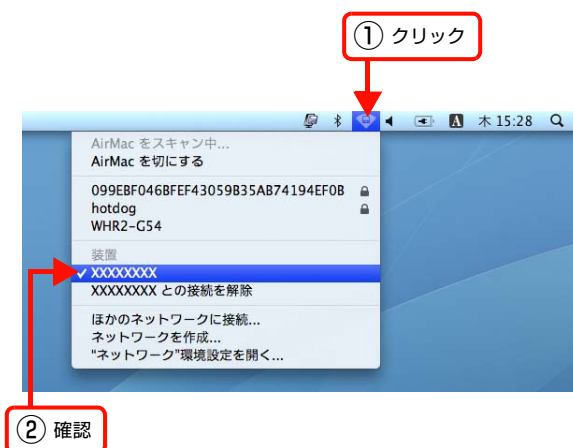 ① クリック
A 木 15:28
AirMac をスキャン中...
AirMac を切にする
099EBF046BFEF43059B35AB74194EF0B
hotdog
WHR2-G54
装置
✓ XXXXXXXX
XXXXXXXX との接続を解除
ほかのネットワークに接続...
ネットワークを作成...
"ネットワーク"環境設定を開く...
② 確認